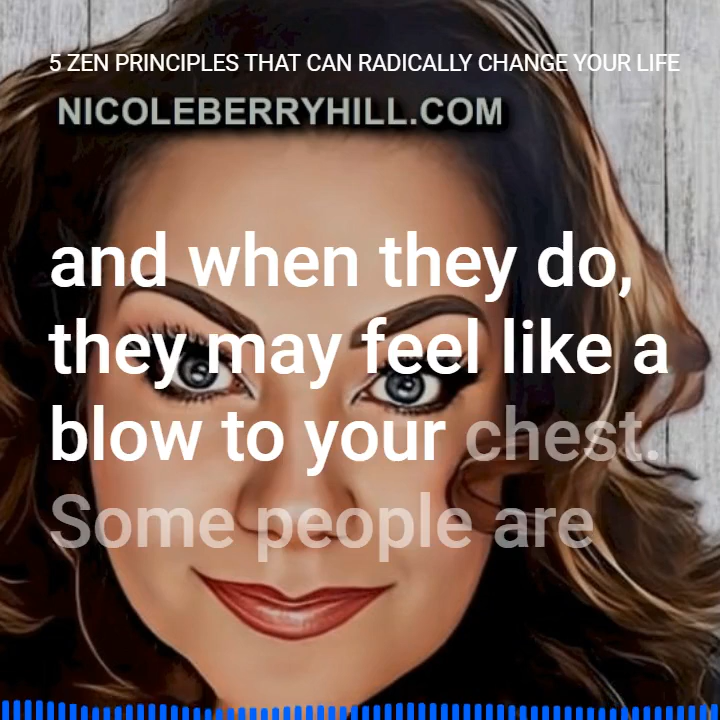 5 ZEN PRINCIPLES THAT CAN RADICALLY CHANGE YOUR LIFE
NICOLEBERRYHILL.COM
and when they do,
they may feel like a
blow to your chest.
Some people are